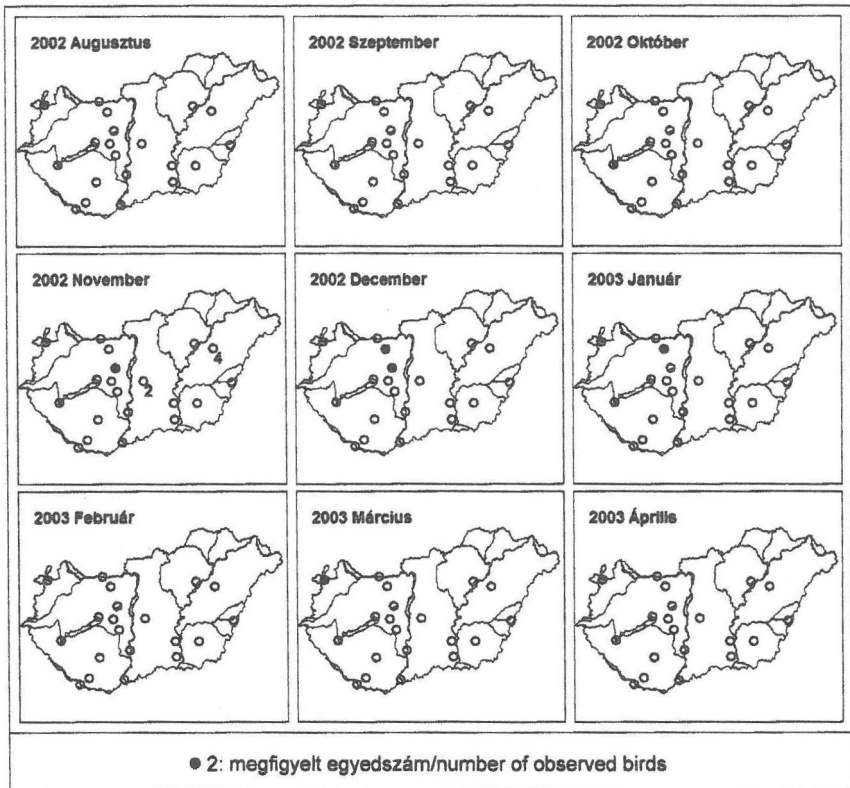 2002 Augusztus
2002 Szeptember
2002 Október
2002 November
4
2
2002 December
2003 Január
2003 Február
2003 Március
2003 Április
2: megfigyelt egyedszám/number of observed birds